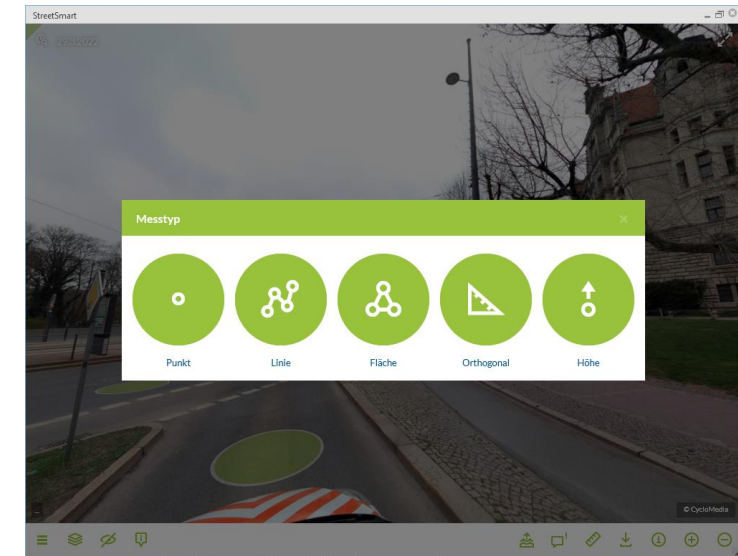 StreetSmart
Messtyp
Punkt
Linie
Fläche
Orthogonal
Höhe
© CycloMedia